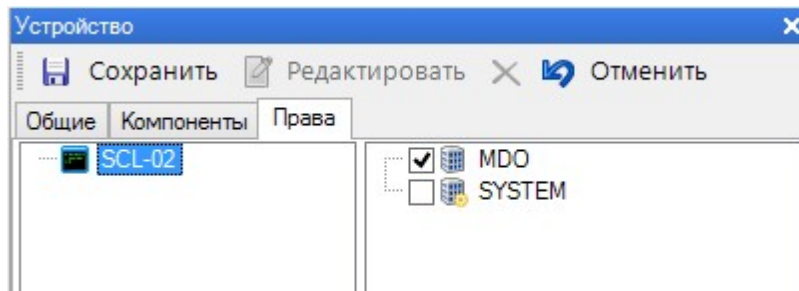 Устройство
Сохранить Редактировать Отменить
Общие Компоненты Права
SCL-02 MDO
SYSTEM